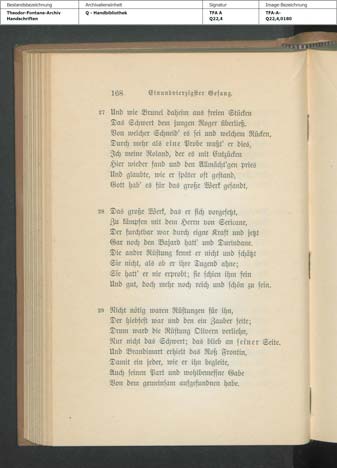 Bestandsbezeichnung
Theodor-Fontane-Archiv
Handschriften
Archivalieneinheit
Q - Handbibliothek
Signatur
TFA A
Q22,4
Image-Bezeichnung
TFA-A-
Q22,4,0180
168 Einundvierzigster Gesang.
27 Und wie Brunel daheim aus freien Stücken
Das Schwert dem jungen Roger überließ.
Von welcher Schneid' es sei und welchem Rücken,
Durch mehr als eine Probe wußt' er dies,
Ich meine Roland, der es mit Entzücken
Hier wieder fand und den Allmächt'gen pries
Und glaubte, wie er später oft gestand,
Gott hab' es für das große Werk gesandt,
28 Das große Werk, das er sich vorgesetzt,
Zu kämpfen mit dem Herrn von Sericane,
Der furchtbar war durch eigne Kraft und jetzt
Gar noch den Bajard hatt' und Durindane.
Die andre Rüstung kennt er nicht und schätzt
Sie nicht, als ob er ihre Tugend ahne;
Sie hatt' er nie erprobt; sie schien ihm fein
Und gut, doch mehr noch reich und schön zu sein.
29 Nicht nötig waren Rüstungen für ihn,
Der hiebfest war und den ein Zauber feite;
Drum ward die Rüstung Olivern verliehn,
Nur nicht das Schwert; das blieb an seiner Seite.
Und Brandimart erhielt das Roß Frontin,
Damit ein jeder, wie er ihn begleite,
Auch seinen Part und wohlbemessne Gabe
Von dem gemeinsam aufgefundnen habe.